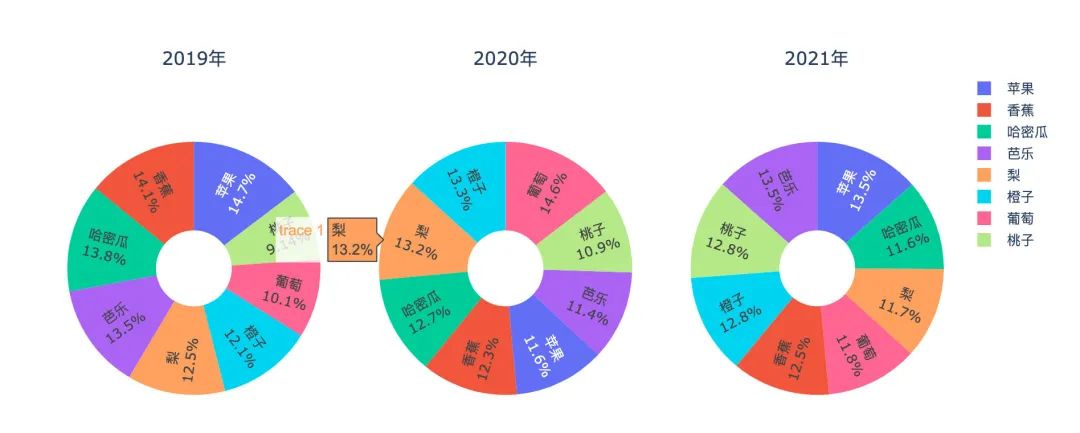 2019年
2020年
2021年
苹果
14.7%
桃子
葡萄
10.1%
橙子
12.1%
梨
12.5%
芭乐
13.5%
哈密瓜
13.8%
香蕉
14.1%
trace 1
梨
13.2%
葡萄
14.6%
桃子
10.9%
芭乐
11.4%
苹果
11.6%
香蕉
12.3%
哈密瓜
12.7%
梨
13.2%
橙子
13.3%
苹果
13.5%
哈密瓜
11.6%
梨
11.7%
葡萄
11.8%
香蕉
12.5%
橙子
12.8%
桃子
12.8%
芭乐
13.5%
苹果
香蕉
哈密瓜
芭乐
梨
橙子
葡萄
桃子